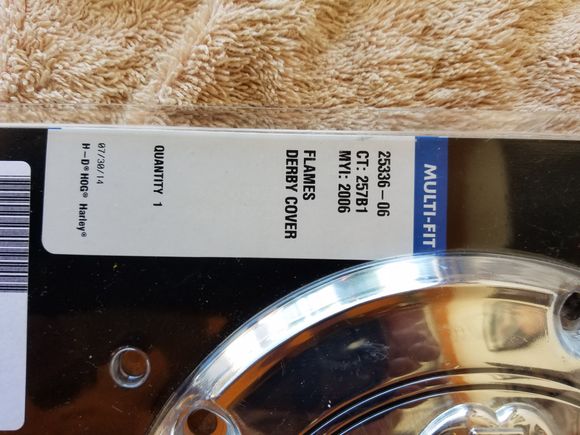 MULTI-FIT
25336-06
CT: 257B1
MYI: 2006
FLAMES
DERBY COVER
QUANTITY 1
07/30/14
H-D® HOG® Harley®